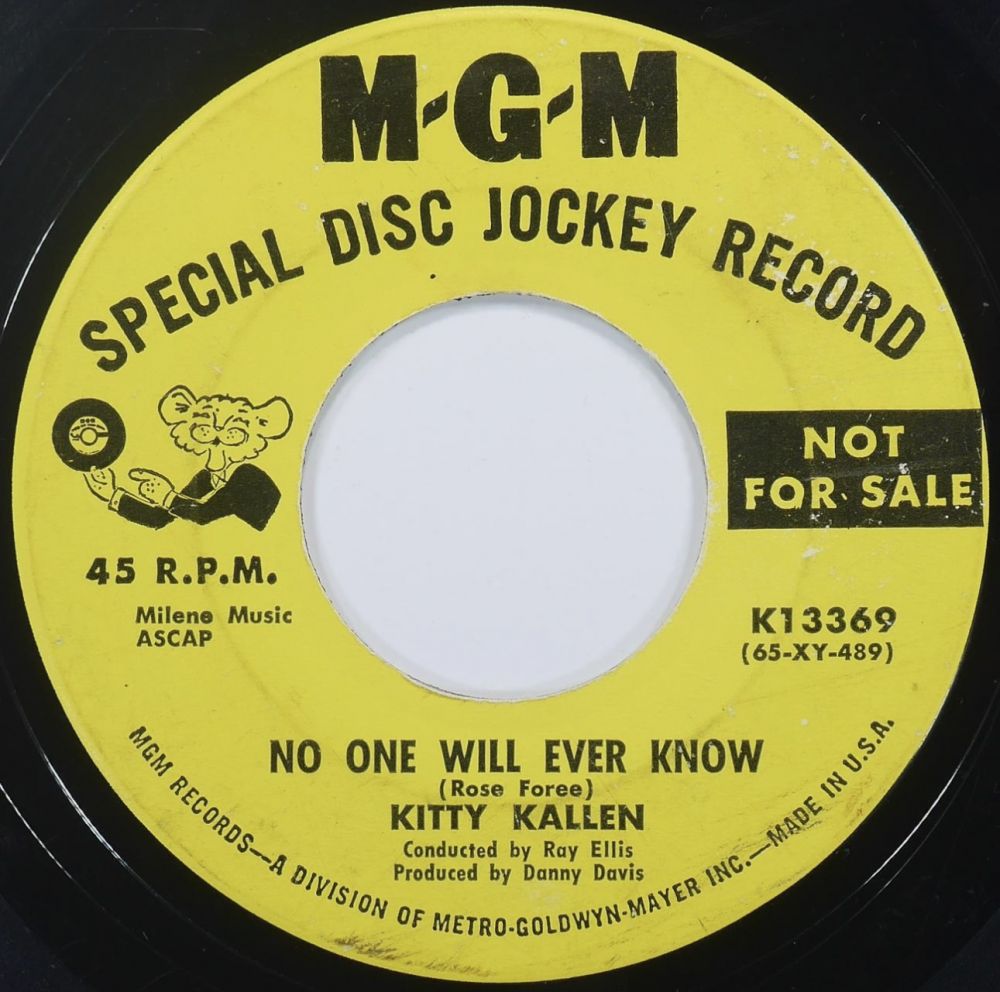 M-G-M
SPECIAL DISC JOCKEY RECORD
NOT
FOR SALE
45 R.P.M.
Milene Music
ASCAP
K13369
(65-XY-489)
NO ONE WILL EVER KNOW
(Rose Foree)
KITTY KALLEN
Conducted by Ray Ellis
Produced by Danny Davis
MGM RECORDS—A DIVISION OF METRO-GOLDWYN-MAYER INC.—MADE IN U.S.A.